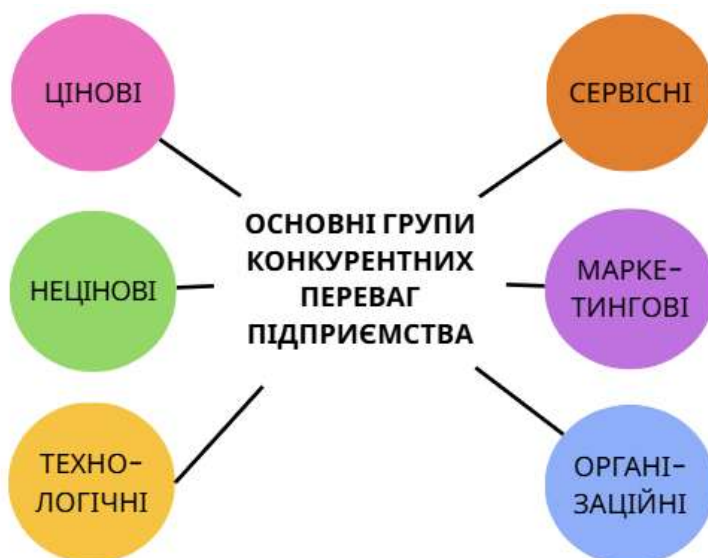 ЦІНОВІ
СЕРВІСНІ
ОСНОВНІ ГРУПИ
КОНКУРЕНТНИХ
ПЕРЕВАГ
ПІДПРИЄМСТВА
НЕЦІНОВІ
МАРКЕ-
ТИНГОВІ
ТЕХНО-
ЛОГІЧНІ
ОРГАНІ-
ЗАЦІЙНІ